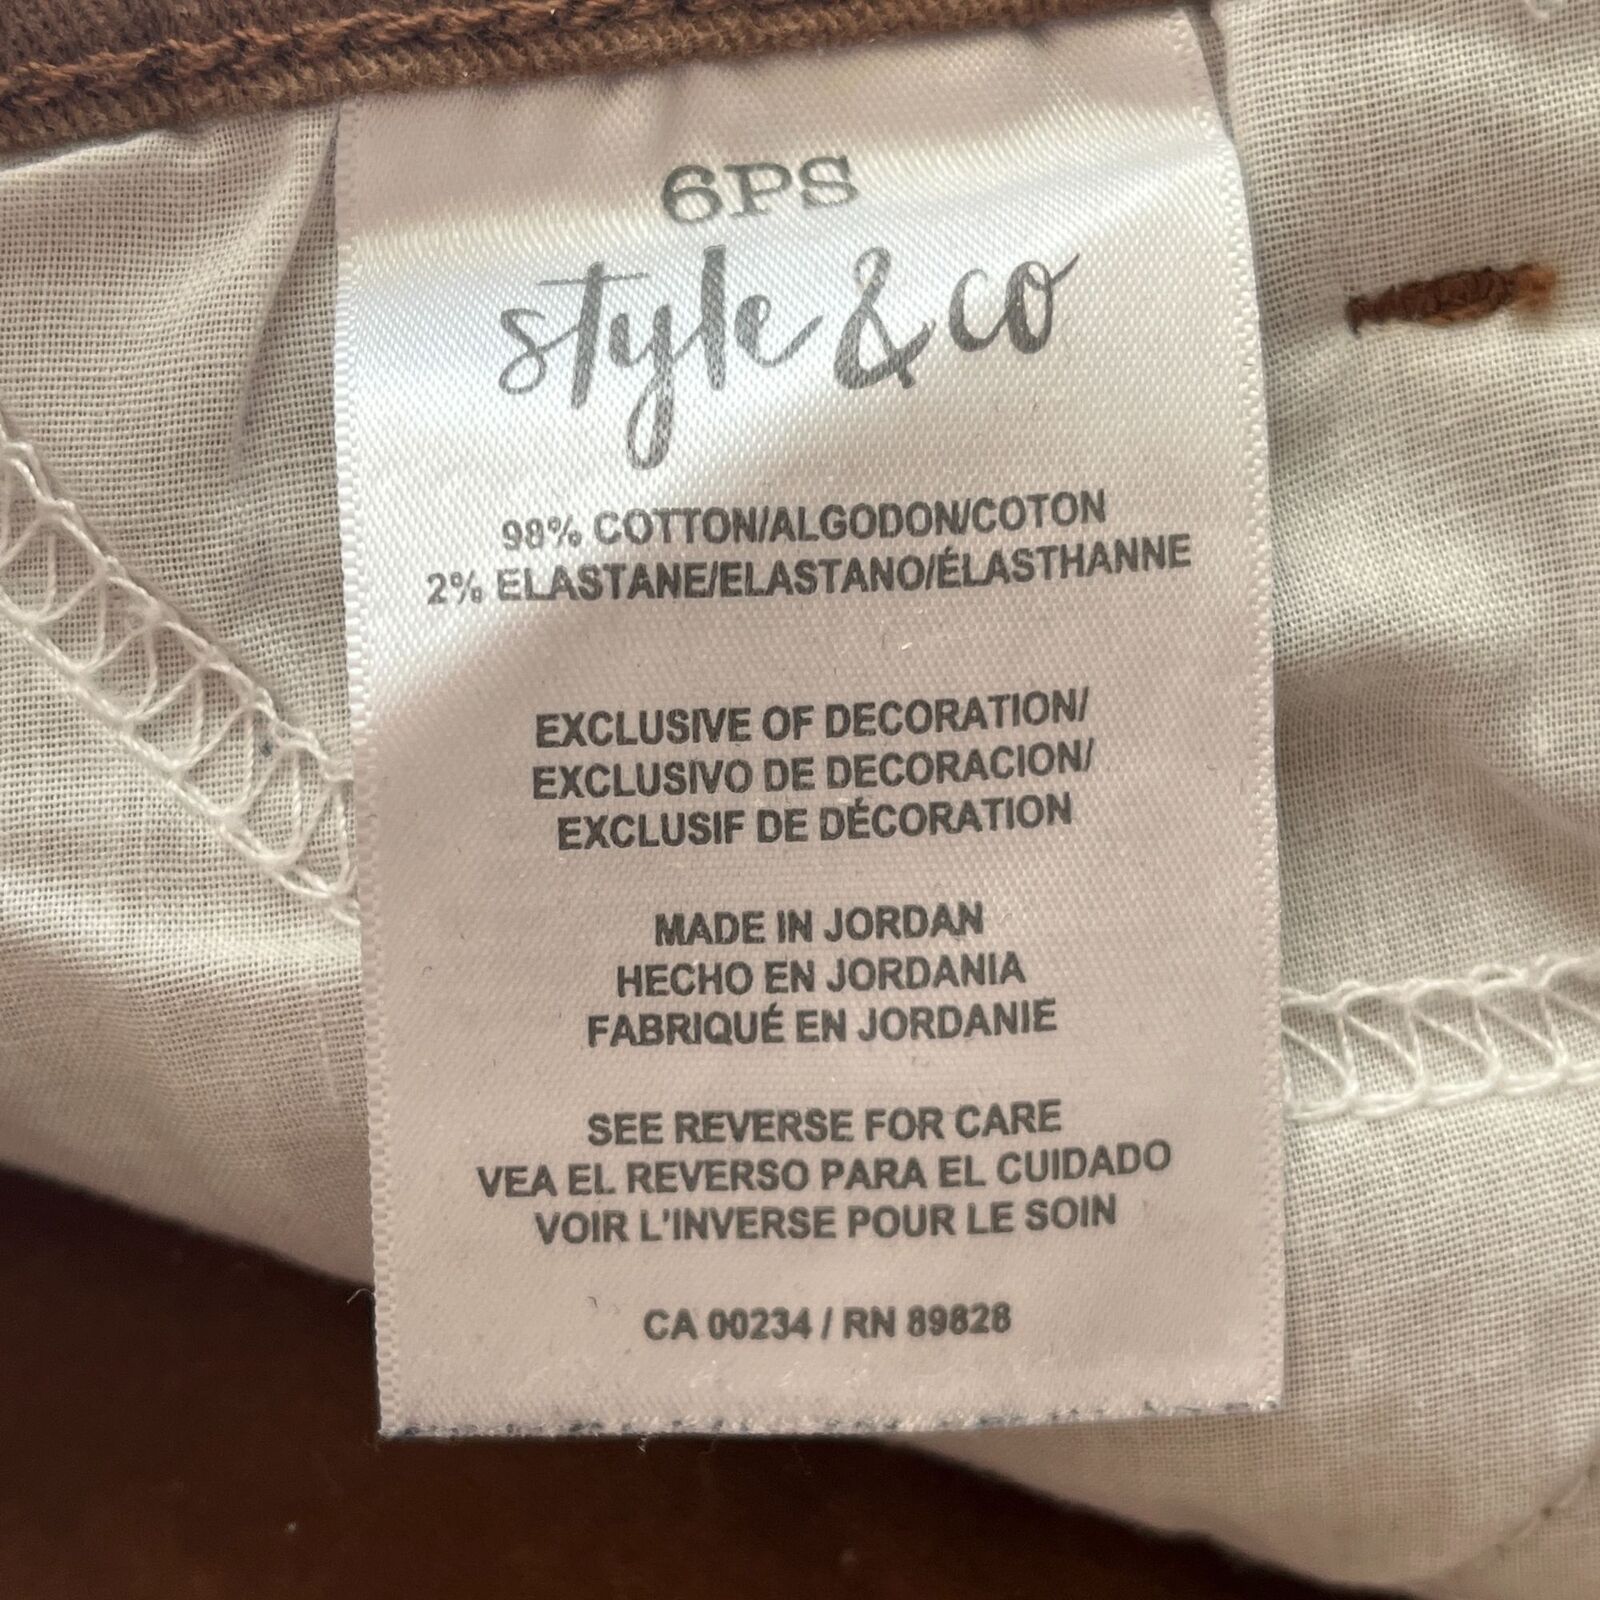 6PS
style & co
98% COTTON/ALGODON/COTON
2% ELASTANE/ELASTANO/ÉLASTHANNE
EXCLUSIVE OF DECORATION/
EXCLUSIVO DE DECORACION/
EXCLUSIF DE DÉCORATION
MADE IN JORDAN
HECHO EN JORDANIA
FABRIQUÉ EN JORDANIE
SEE REVERSE FOR CARE
VEA EL REVERSO PARA EL CUIDADO
VOIR L'INVERSE POUR LE SOIN
CA 00234 / RN 89828